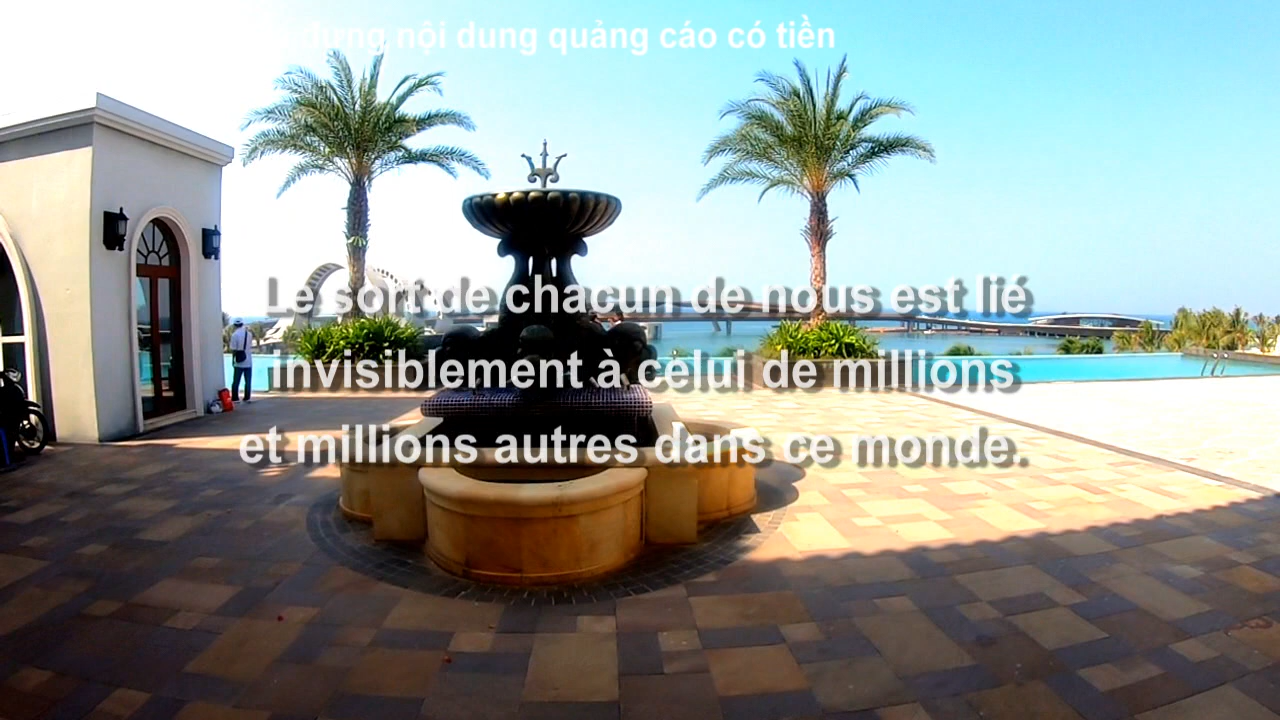 đựng nội dung quảng cáo có tiền
Le sort de chacun de nous est lié
invisiblement à celui de millions
et millions autres dans ce monde.